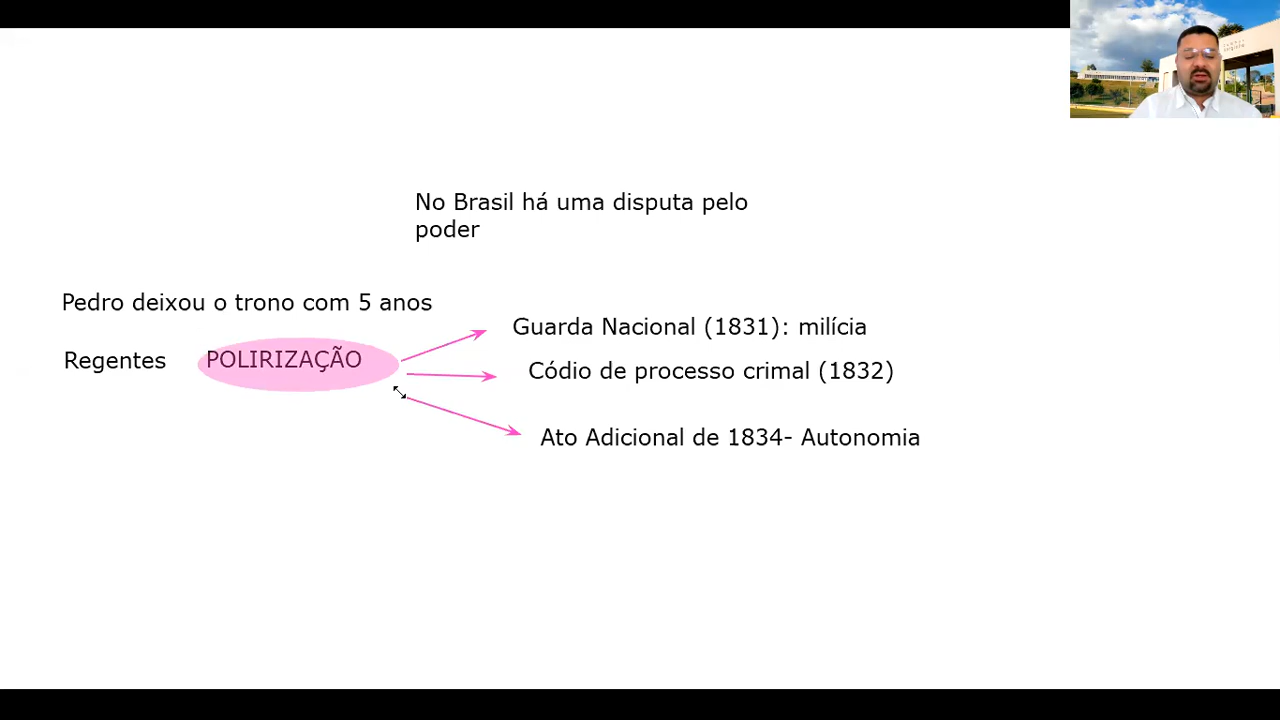 No Brasil há uma disputa pelo
poder
Pedro deixou o trono com 5 anos
Guarda Nacional (1831): milícia
Regentes POLIRIZAÇÃO
Códio de processo crimal (1832)
Ato Adicional de 1834- Autonomia